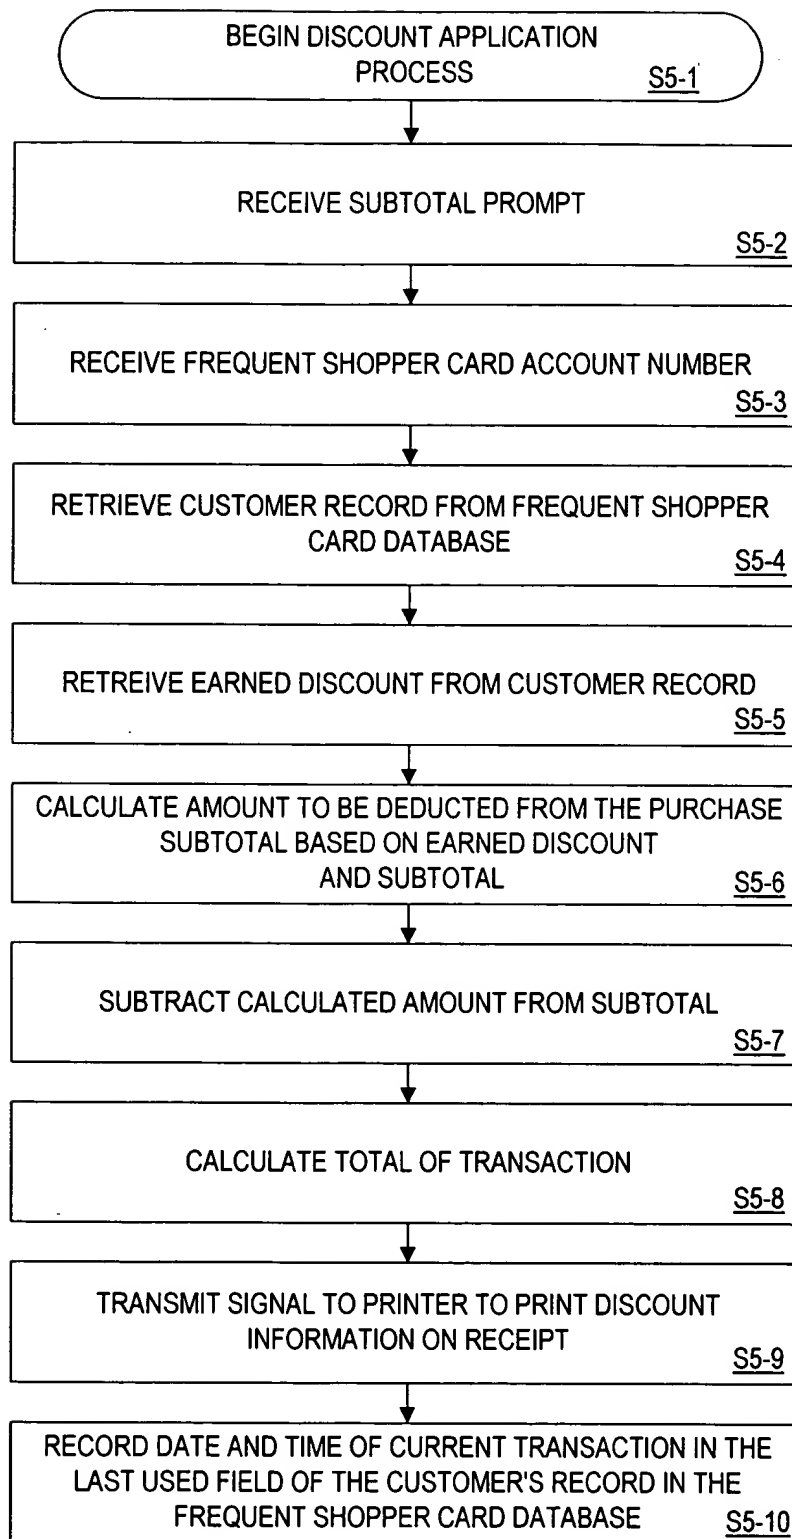 BEGIN DISCOUNT APPLICATION
PROCESS
S5-1
RECEIVE SUBTOTAL PROMPT
S5-2
RECEIVE FREQUENT SHOPPER CARD ACCOUNT NUMBER
S5-3
RETRIEVE CUSTOMER RECORD FROM FREQUENT SHOPPER
CARD DATABASE
S5-4
RETREIVE EARNED DISCOUNT FROM CUSTOMER RECORD
S5-5
CALCULATE AMOUNT TO BE DEDUCTED FROM THE PURCHASE
SUBTOTAL BASED ON EARNED DISCOUNT
AND SUBTOTAL
S5-6
SUBTRACT CALCULATED AMOUNT FROM SUBTOTAL
S5-7
CALCULATE TOTAL OF TRANSACTION
S5-8
TRANSMIT SIGNAL TO PRINTER TO PRINT DISCOUNT
INFORMATION ON RECEIPT
S5-9
RECORD DATE AND TIME OF CURRENT TRANSACTION IN THE
LAST USED FIELD OF THE CUSTOMER'S RECORD IN THE
FREQUENT SHOPPER CARD DATABASE
S5-10